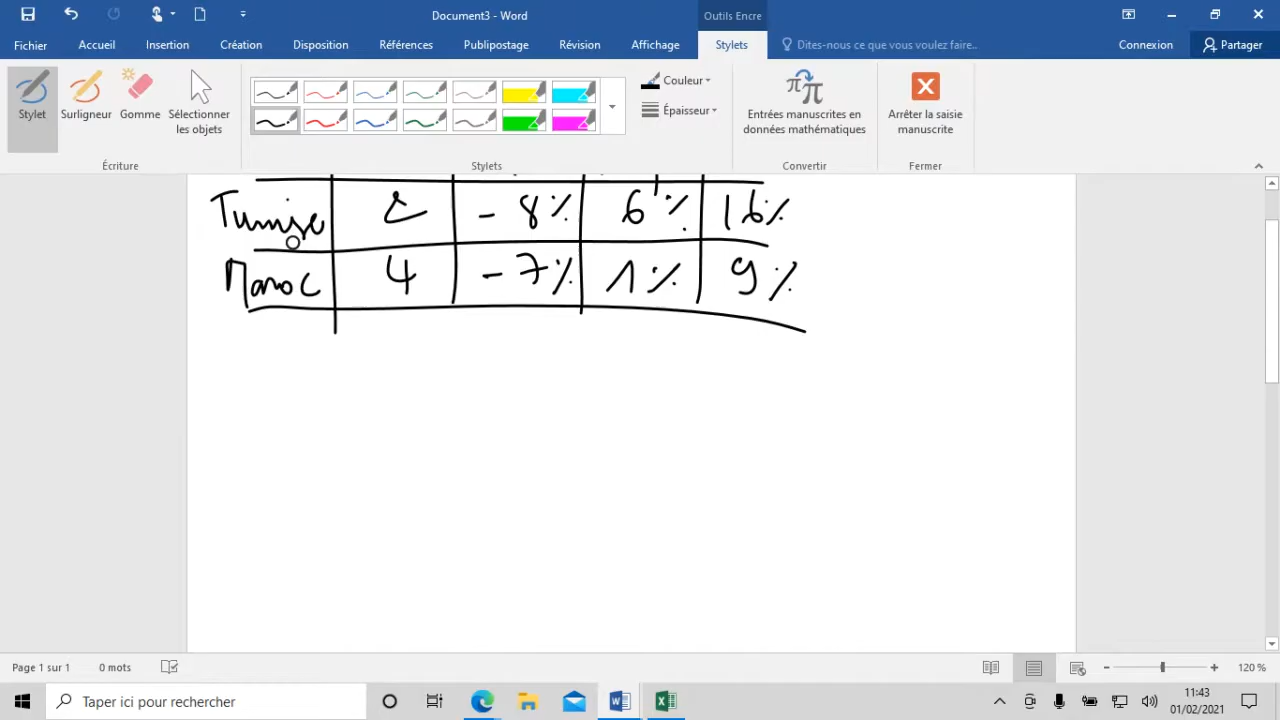 Document3 - Word
Outils Encre
Fichier Accueil Insertion Création Disposition Références Publipostage Révision Affichage Stylets Dites-nous ce que vous voulez faire.. Connexion Partager
Stylet Surligneur Gomme Sélectionner les objets
Couleur
Épaisseur
Entrées manuscrites en données mathématiques
Arrêter la saisie manuscrite
Écriture Stylets Convertir Fermer
Tunisie 2 - 8% 6% 16%
Maroc 4 - 7% 1% 9%
Page 1 sur 1 0 mots 120 %
Taper ici pour rechercher
11:43
01/02/2021